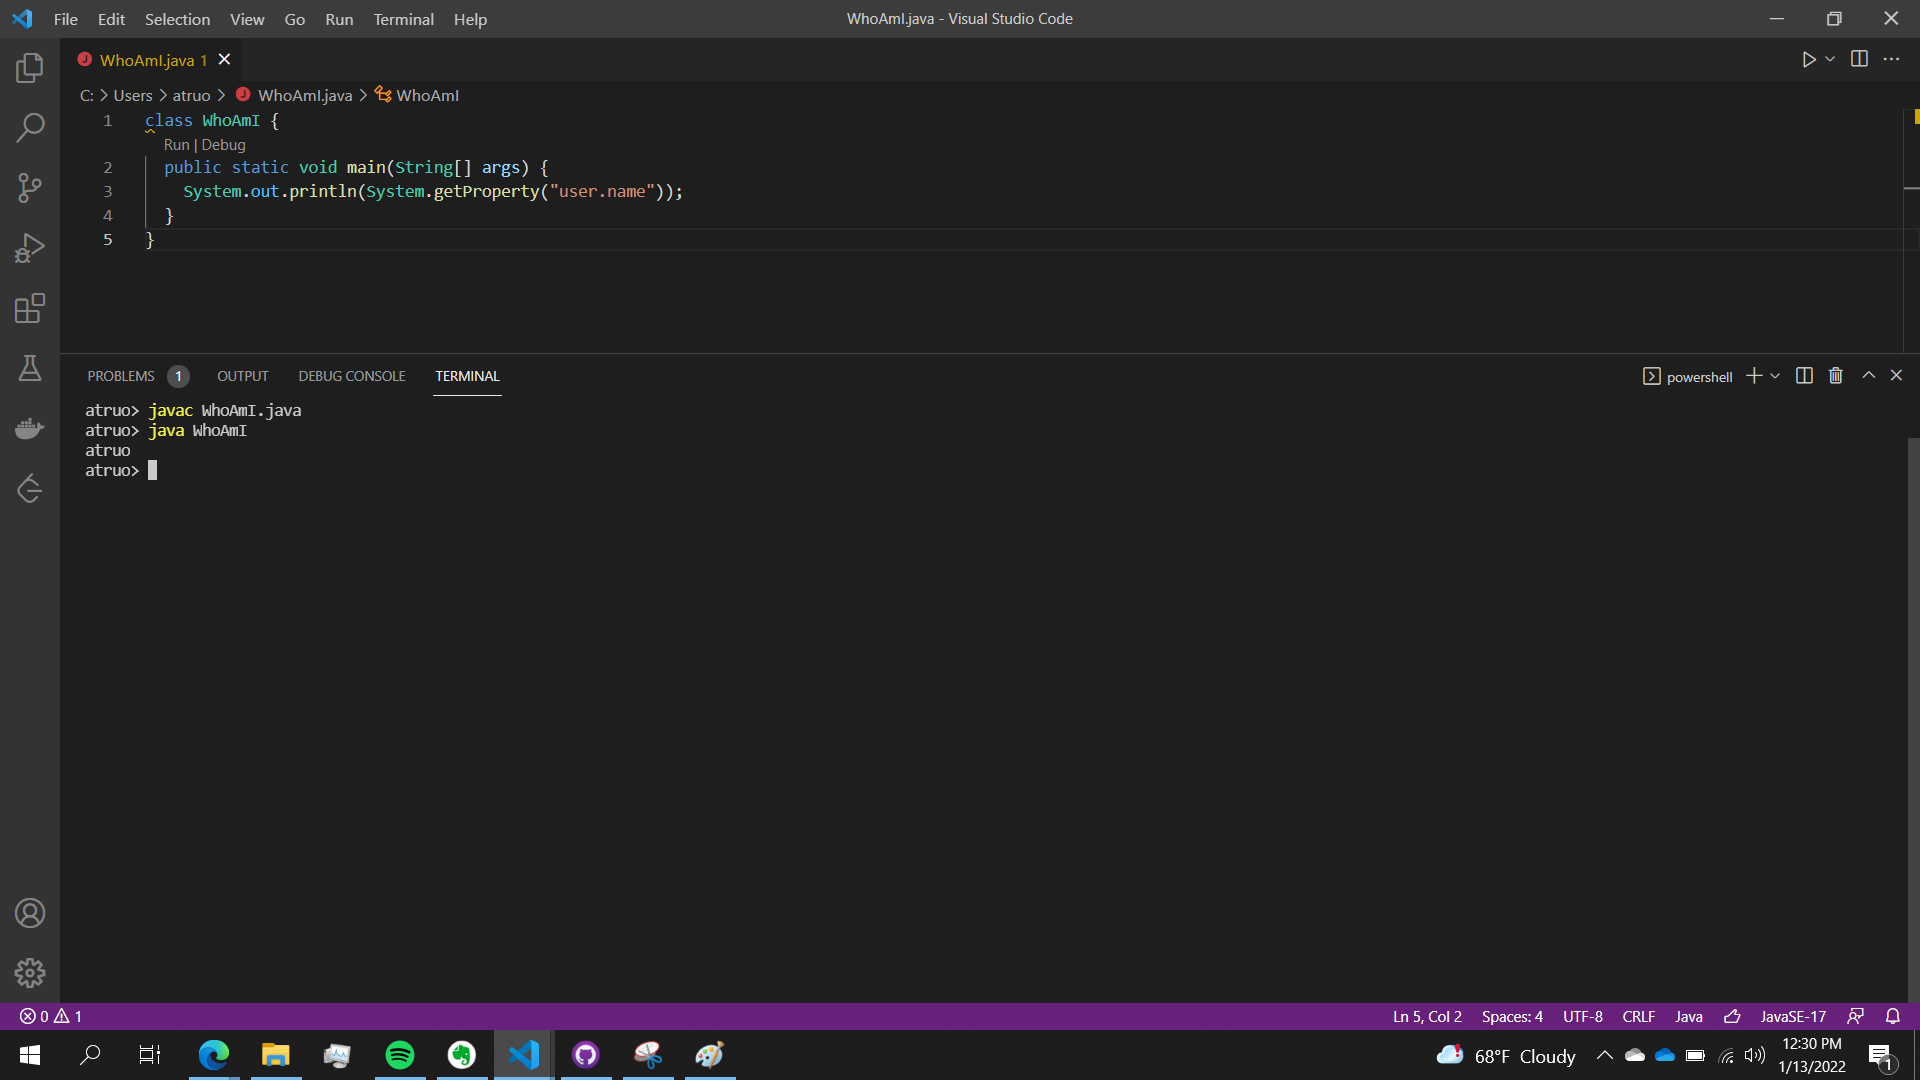 File Edit Selection View Go Run Terminal Help
WhoAmI.java - Visual Studio Code
WhoAmI.java 1
C: > Users > atruo > WhoAmI.java > WhoAmI
1 class WhoAmI {
Run | Debug
2 public static void main(String[] args) {
3 System.out.println(System.getProperty("user.name"));
4 }
5 }
PROBLEMS 1 OUTPUT DEBUG CONSOLE TERMINAL
powershell
atruo> javac WhoAmI.java
atruo> java WhoAmI
atruo
atruo>
0 1
Ln 5, Col 2 Spaces: 4 UTF-8 CRLF Java JavaSE-17
68°F Cloudy
12:30 PM
1/13/2022
1